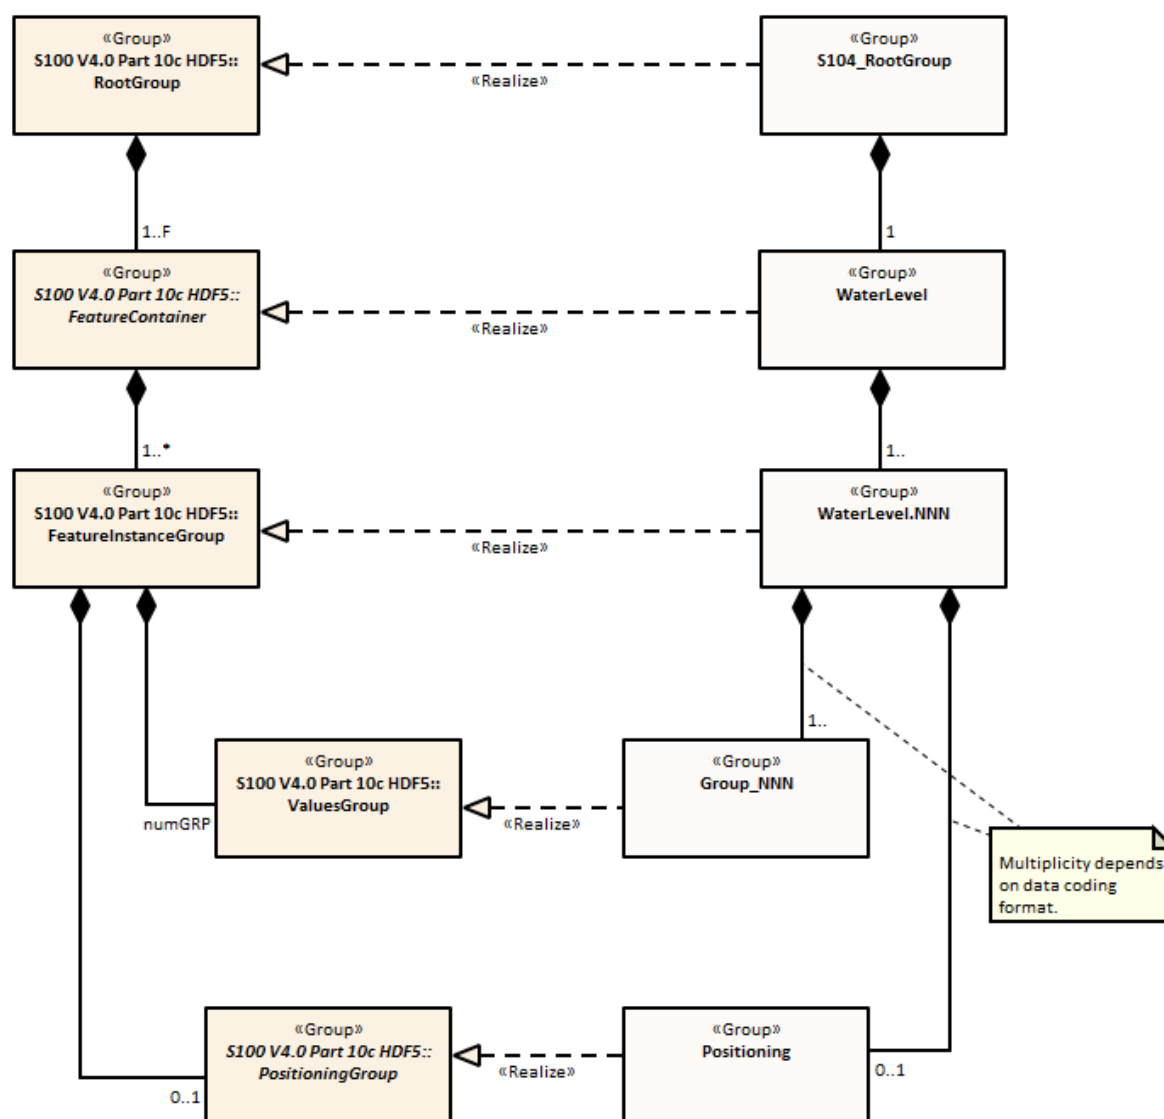 «Group»
S100 V4.0 Part 10c HDF5::
RootGroup
«Realize»
«Group»
S104_RootGroup
1..F
1
«Group»
S100 V4.0 Part 10c HDF5::
FeatureContainer
«Realize»
«Group»
WaterLevel
1..*
1..
«Group»
S100 V4.0 Part 10c HDF5::
FeatureInstanceGroup
«Realize»
«Group»
WaterLevel.NNN
1..
numGRP
«Group»
S100 V4.0 Part 10c HDF5::
ValuesGroup
«Realize»
«Group»
Group_NNN
Multiplicity depends
on data coding
format.
0..1
«Group»
S100 V4.0 Part 10c HDF5::
PositioningGroup
«Realize»
«Group»
Positioning
0..1